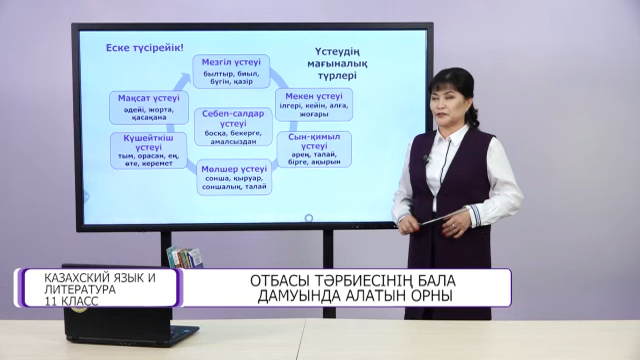 Еске түсірейік!
Үстеудің
мағыналық
түрлері
Мезгіл үстеуі
былтыр, биыл,
бүгін, қазір
Мекен үстеуі
ілгері, кейін, алға,
жоғары
Сын-қимыл
үстеуі
әрең, талай,
бірге, ақырын
Мөлшер үстеуі
сонша, қыруар,
соншалық, талай
Күшейткіш
үстеуі
тым, орасан, ең,
өте, керемет
Мақсат үстеуі
әдейі, жорта,
қасақана
Себеп-салдар
үстеуі
босқа, бекерге,
амалсыздан
КАЗАХСКИЙ ЯЗЫК И
ЛИТЕРАТУРА
11 КЛАСС
ОТБАСЫ ТӘРБИЕСІНІҢ БАЛА
ДАМУЫНДА АЛАТЫН ОРНЫ